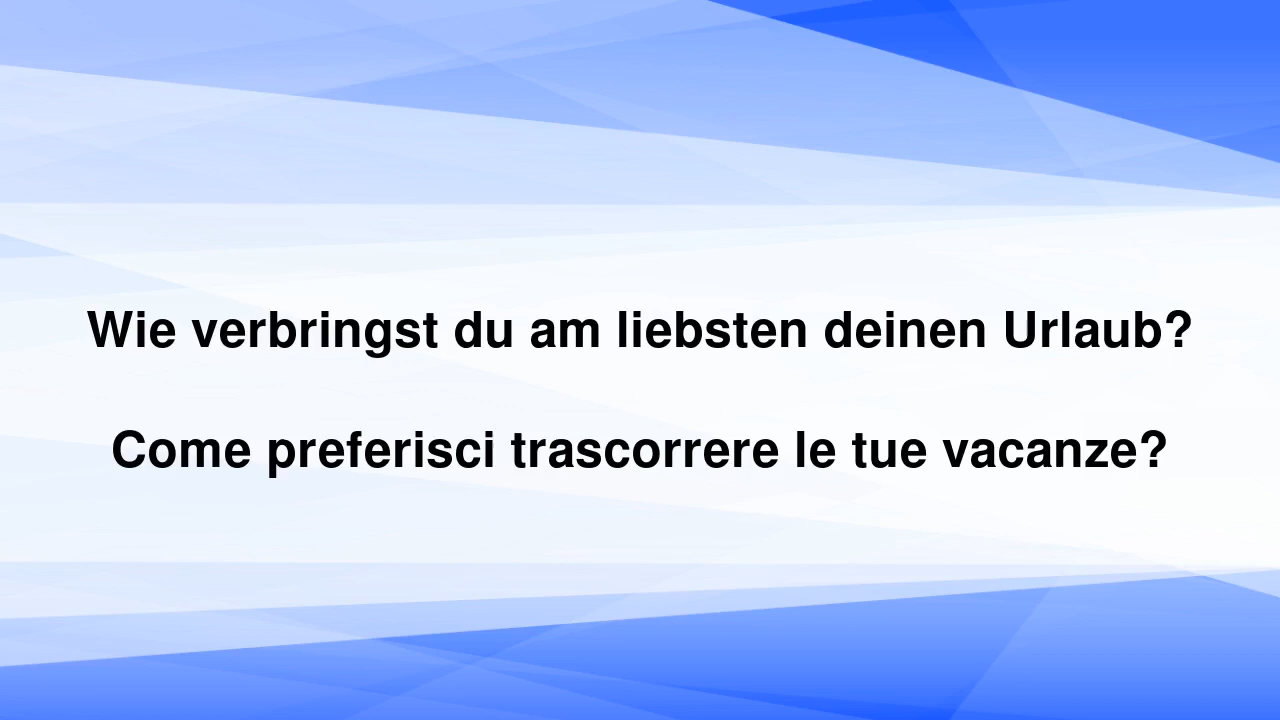 Wie verbringst du am liebsten deinen Urlaub?
Come preferisci trascorrere le tue vacanze?